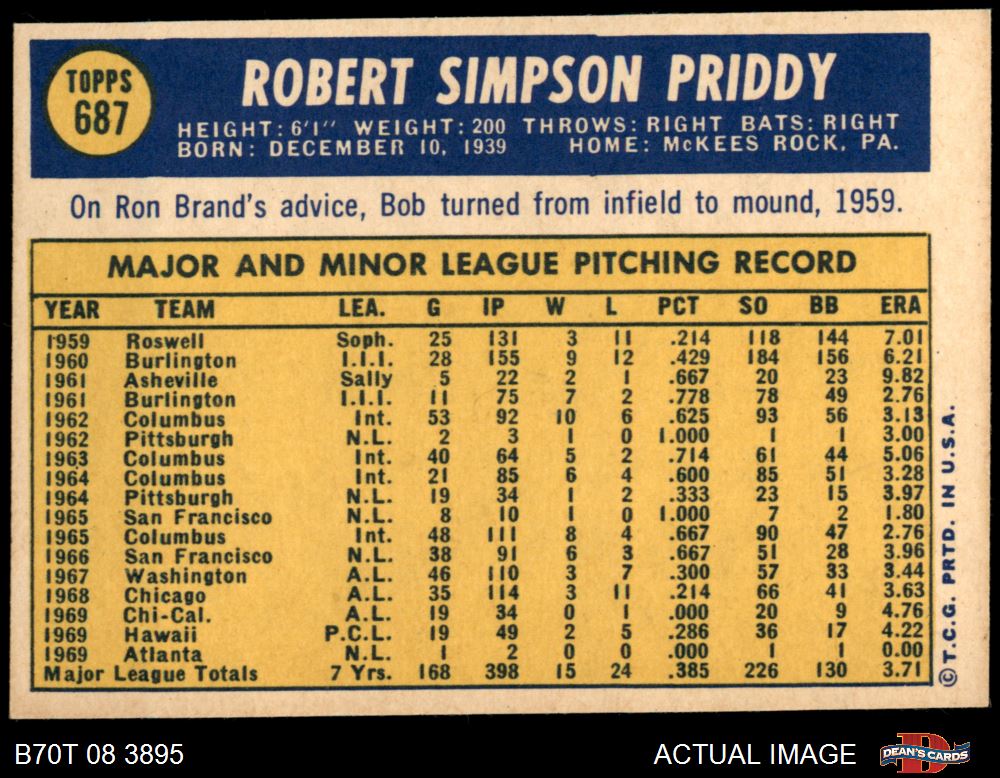 TOPPS
687
ROBERT SIMPSON PRIDDY
HEIGHT: 6'1" WEIGHT: 200 THROWS: RIGHT BATS: RIGHT
BORN: DECEMBER 10, 1939 HOME: McKEES ROCK, PA.
On Ron Brand's advice, Bob turned from infield to mound, 1959.
MAJOR AND MINOR LEAGUE PITCHING RECORD
YEAR TEAM LEA. G IP W L PCT SO BB ERA
1959 Roswell Soph. 25 131 3 11 .214 118 144 7.01
1960 Burlington I.I.I. 28 155 9 12 .429 184 156 6.21
1961 Asheville Sally 5 22 2 1 .667 20 23 9.82
1961 Burlington I.I.I. 11 75 7 2 .778 78 49 2.76
1962 Columbus Int. 53 92 10 6 .625 93 56 3.13
1962 Pittsburgh N.L. 2 3 1 0 1.000 1 1 3.00
1963 Columbus Int. 40 64 5 2 .714 61 44 5.06
1964 Columbus Int. 21 85 6 4 .600 85 51 3.28
1964 Pittsburgh N.L. 19 34 1 2 .333 23 15 3.97
1965 San Francisco N.L. 8 10 1 0 1.000 7 2 1.80
1965 Columbus Int. 48 111 8 4 .667 90 47 2.76
1966 San Francisco N.L. 38 91 6 3 .667 51 28 3.96
1967 Washington A.L. 46 110 3 7 .300 57 33 3.44
1968 Chicago A.L. 35 114 3 11 .214 66 41 3.63
1969 Chi-Cal. A.L. 19 34 0 1 .000 20 9 4.76
1969 Hawaii P.C.L. 19 49 2 5 .286 36 17 4.22
1969 Atlanta N.L. 1 2 0 0 .000 1 1 0.00
Major League Totals 7 Yrs. 168 398 15 24 .385 226 130 3.71
©T.C.G. PRTD. IN U.S.A.
B70T 08 3895
ACTUAL IMAGE
DEAN'S CARDS